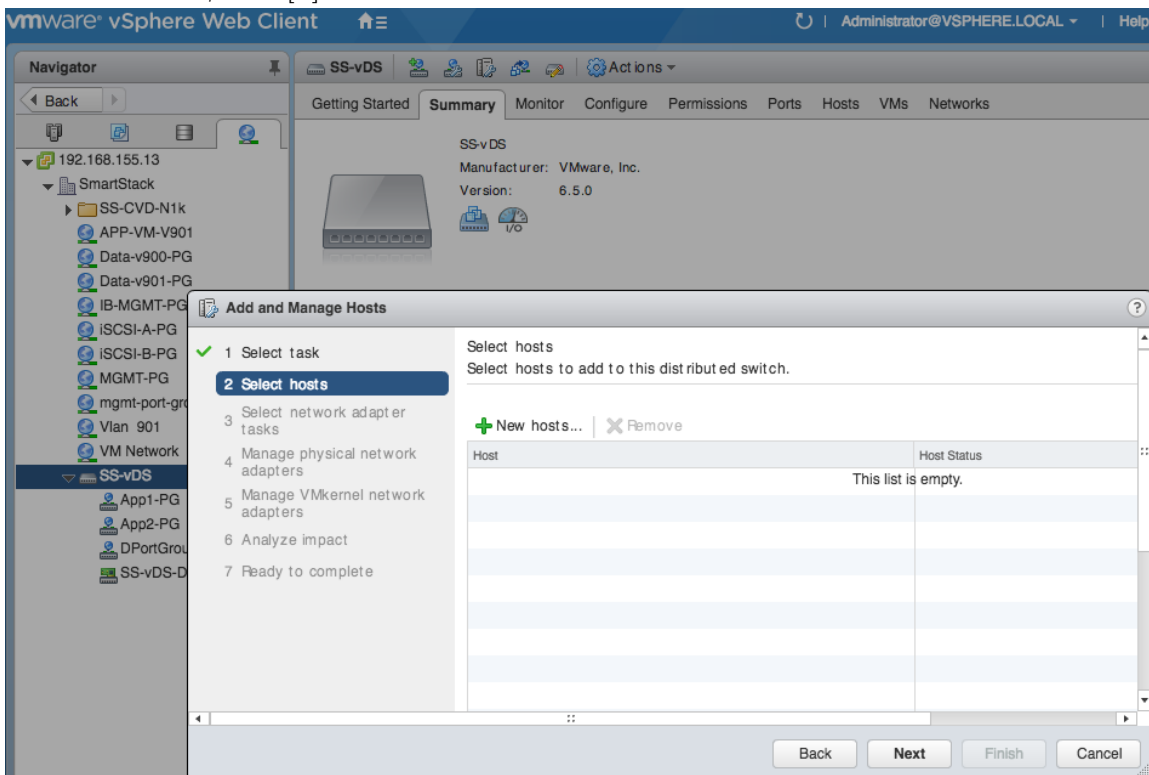 vmware® vSphere Web Client
Administrator@VSPHERE.LOCAL
Help
Navigator
Back
192.168.155.13
SmartStack
SS-CVD-N1k
APP-VM-V901
Data-v900-PG
Data-v901-PG
IB-MGMT-PG
iSCSI-A-PG
iSCSI-B-PG
MGMT-PG
mgmt-port-gro
Vlan 901
VM Network
SS-vDS
App1-PG
App2-PG
DPortGrou
SS-vDS-D
SS-vDS
Actions
Getting Started Summary Monitor Configure Permissions Ports Hosts VMs Networks
SS-vDS
Manufacturer: VMware, Inc.
Version: 6.5.0
I/O
Add and Manage Hosts
?
1 Select task
2 Select hosts
3 Select network adapter
tasks
4 Manage physical network
adapters
5 Manage VMkernel network
adapters
6 Analyze impact
7 Ready to complete
Select hosts
Select hosts to add to this distributed switch.
New hosts... Remove
Host Host Status
This list is empty.
Back Next Finish Cancel